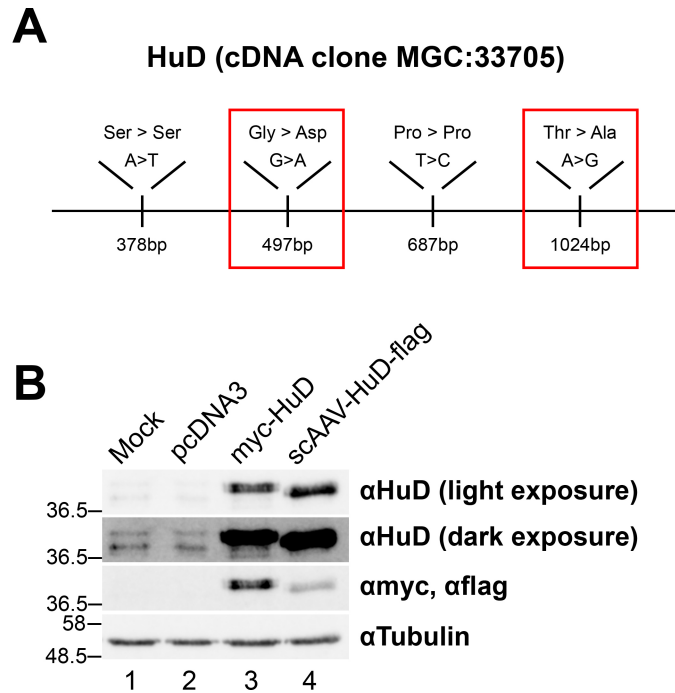 A
HuD (cDNA clone MGC:33705)
Ser > Ser Gly > Asp Pro > Pro Thr > Ala
A>T G>A T>C A>G
378bp 497bp 687bp 1024bp
B
Mock pcDNA3 myc-HuD scAAV-HuD-flag
αHuD (light exposure)
36.5
αHuD (dark exposure)
36.5
αmyc, αflag
36.5
58
αTubulin
48.5
1 2 3 4